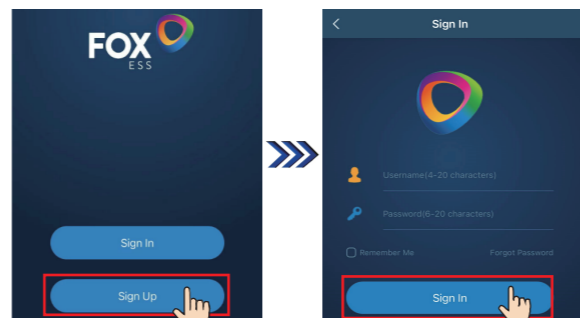 FOX
ESS
Sign In
Sign Up
Sign In
Username(4-20 characters)
Password(6-20 characters)
Remember Me
Forgot Password
Sign In